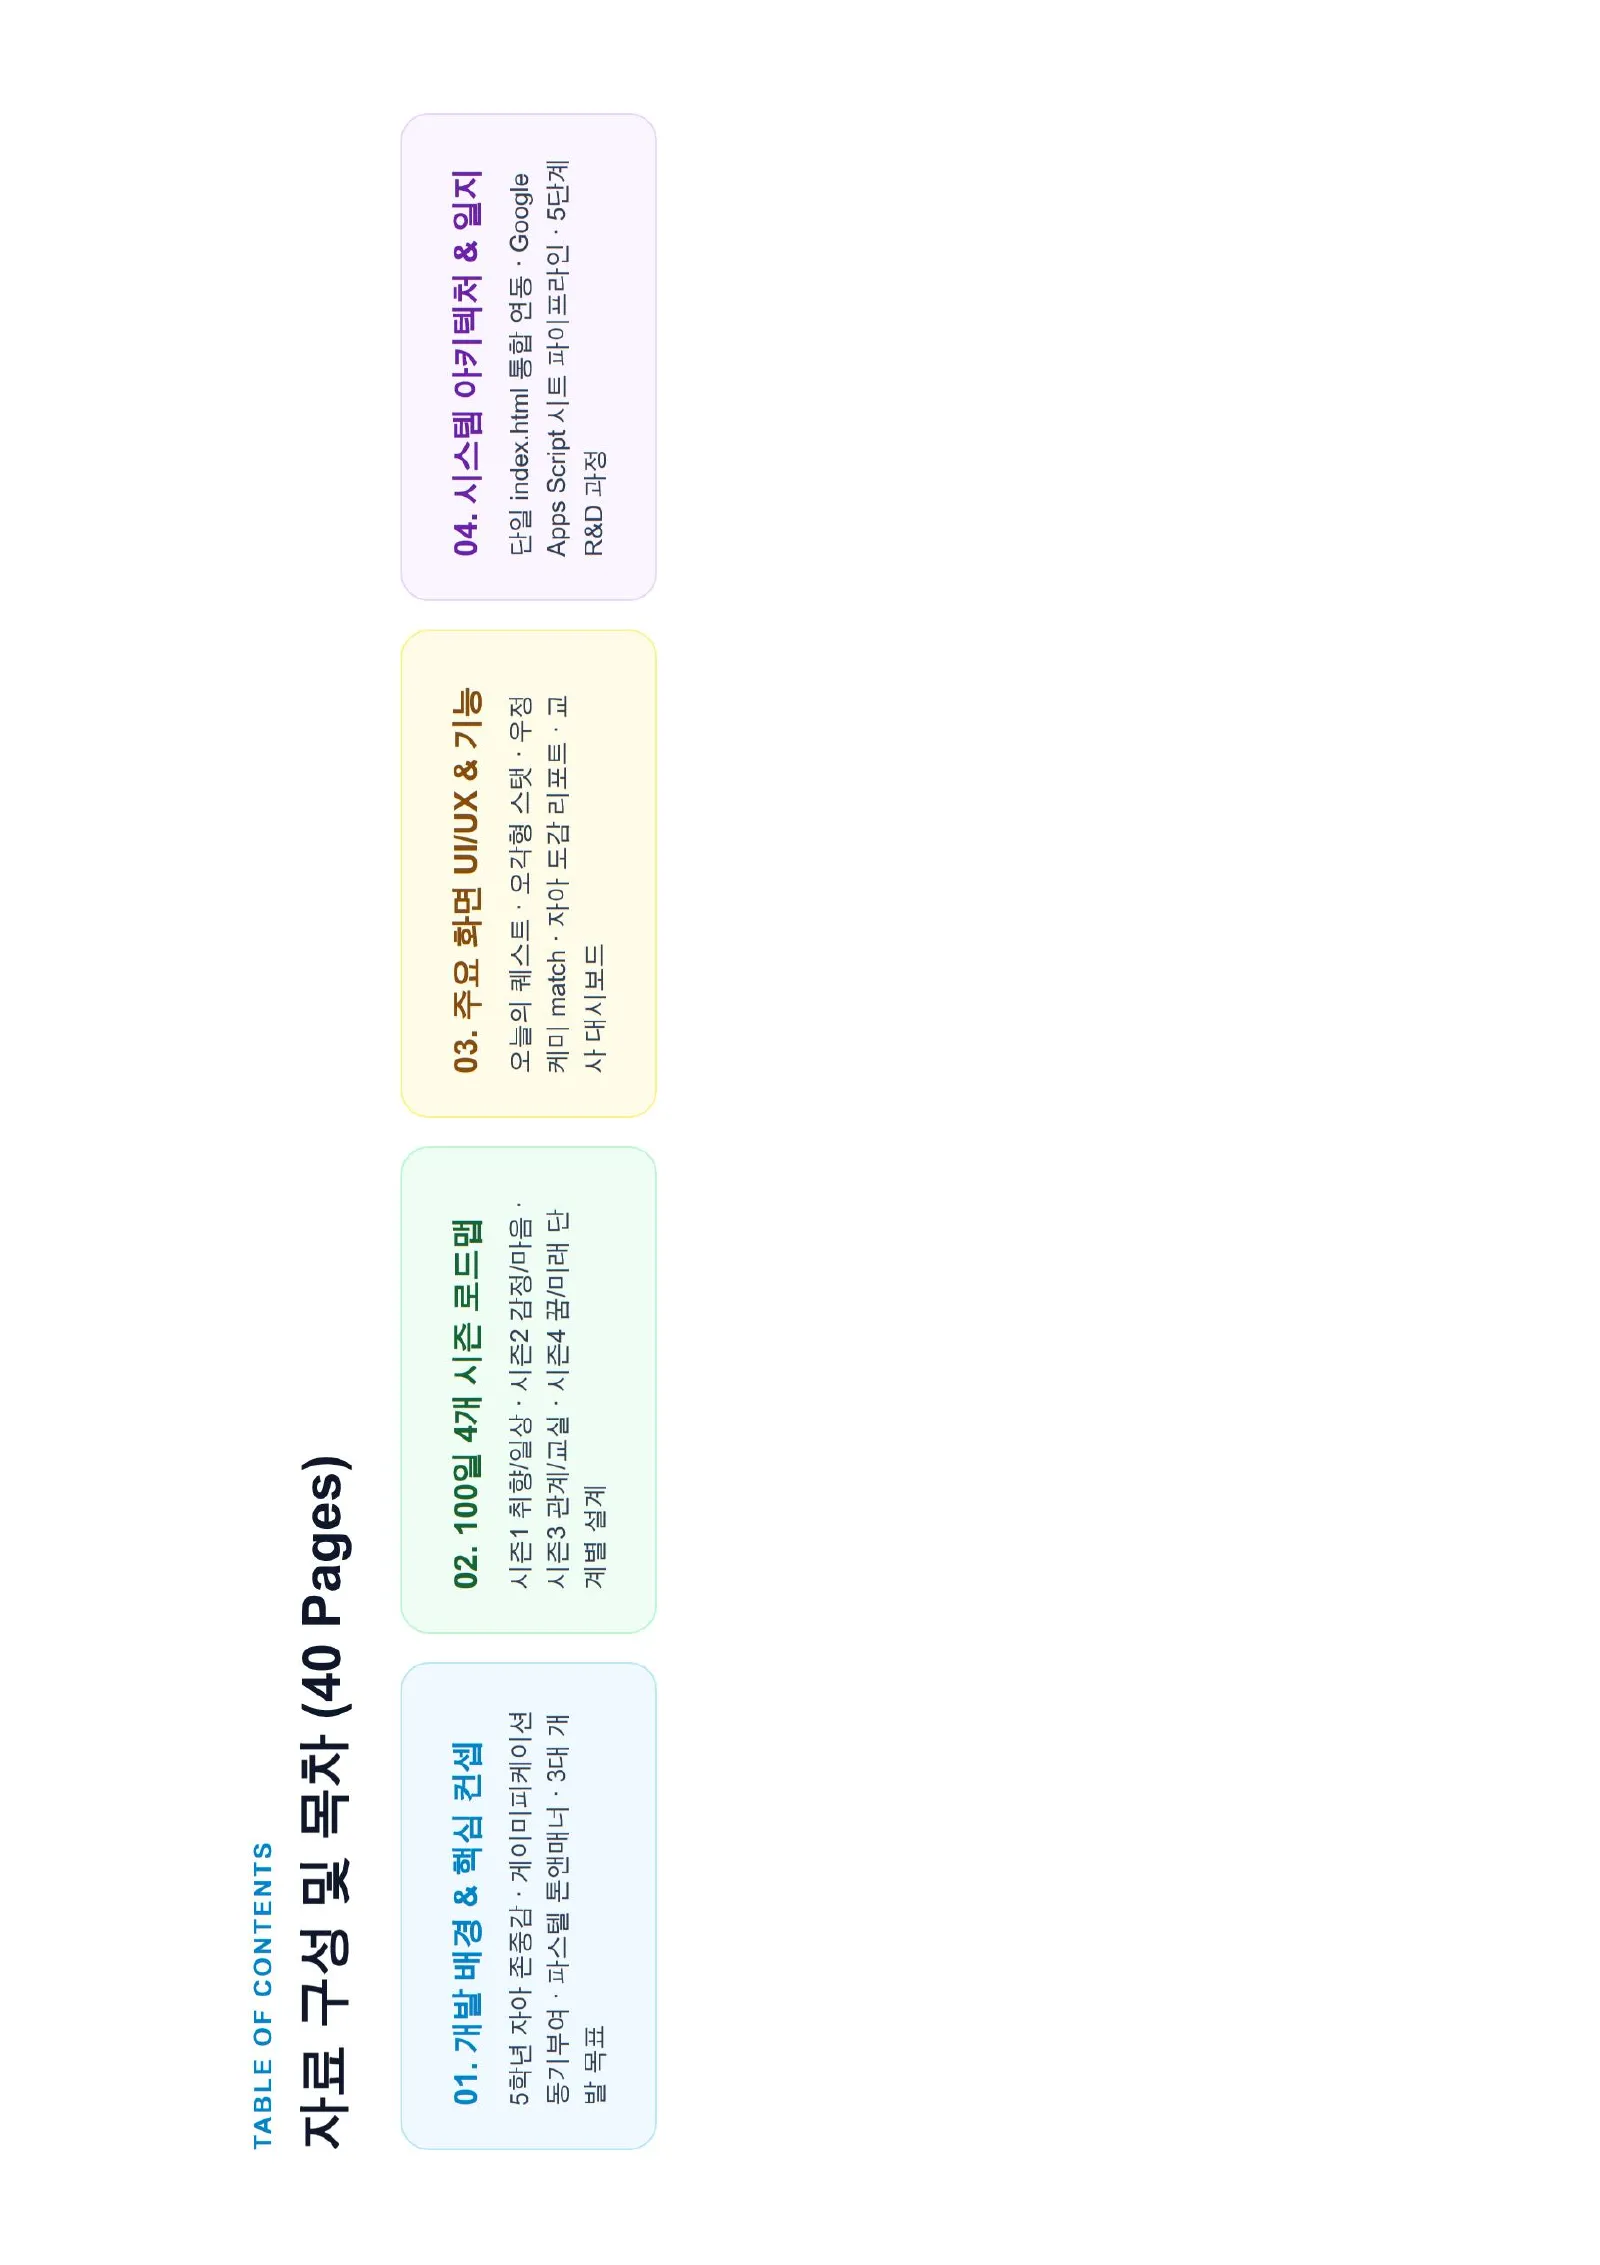 TABLE OF CONTENTS
자료 구성 및 목차 (40 Pages)
01. 개발 배경 & 핵심 컨셉
5학년 자아 존중감 · 게이미피케이션
동기부여 · 파스텔 톤앤매너 · 3대 개
발 목표
02. 100일 4개 시즌 로드맵
시즌1 취향/일상 · 시즌2 감정/마음 ·
시즌3 관계/교실 · 시즌4 꿈/미래 단
계별 설계
03. 주요 화면 UI/UX & 기능
오늘의 퀘스트 · 오각형 스탯 · 우정
케미 match · 자아 도감 리포트 · 교
사 대시보드
04. 시스템 아키텍처 & 일지
단일 index.html 통합 연동 · Google
Apps Script 시트 파이프라인 · 5단계
R&D 과정